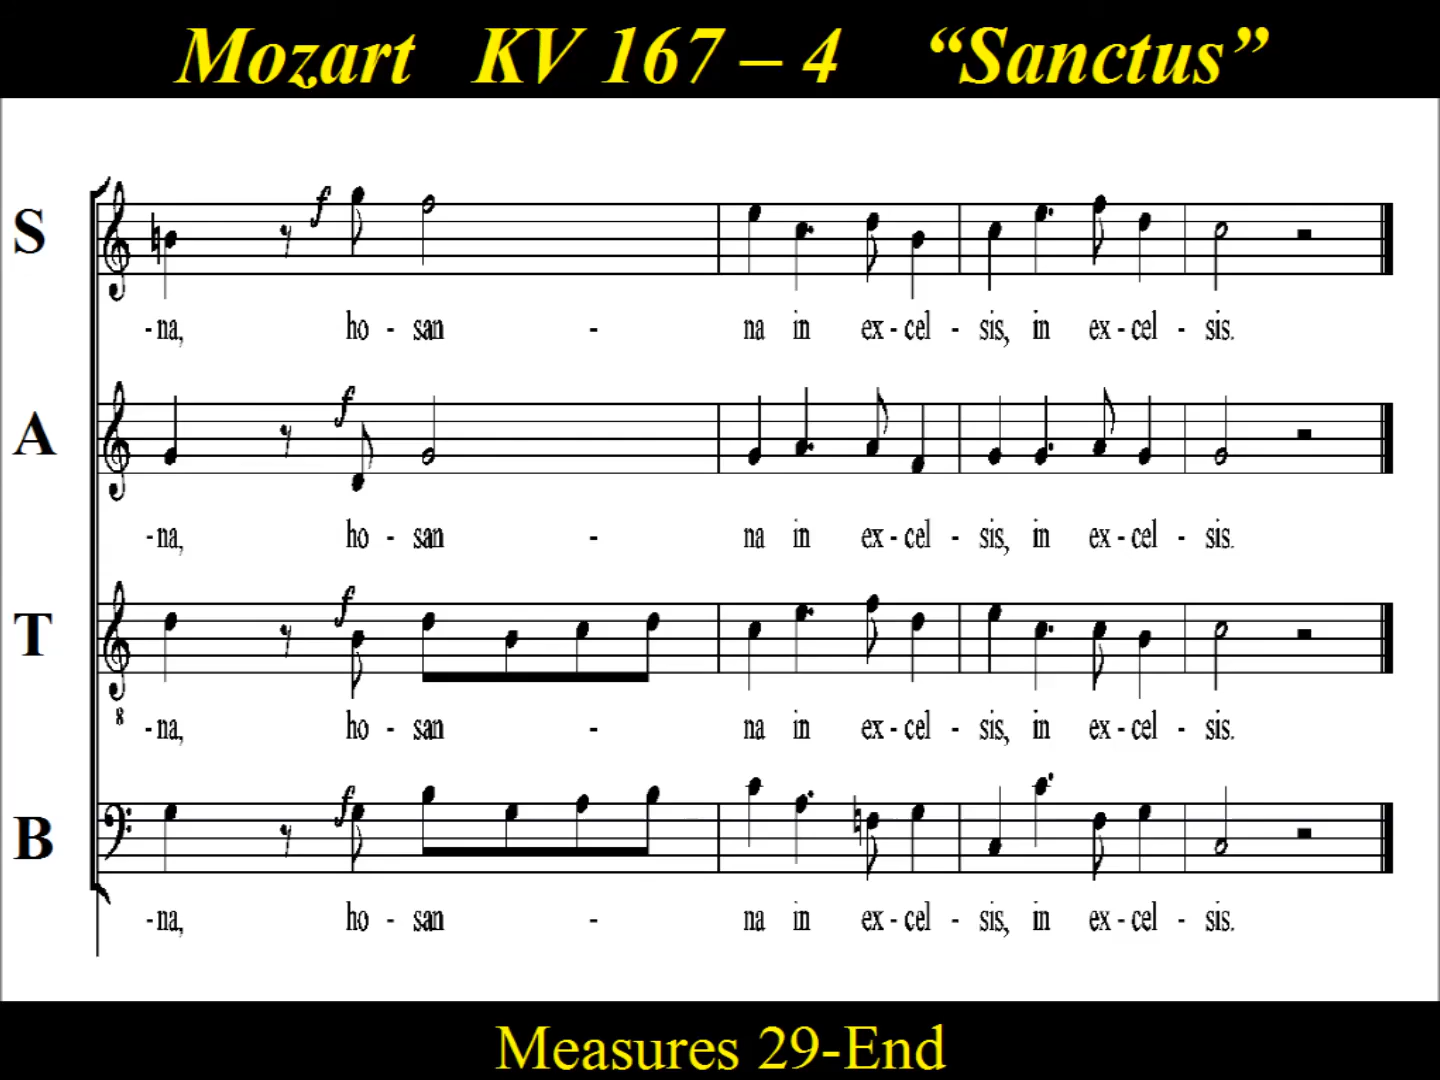 Mozart KV 167 – 4 “Sanctus”
S
f
-na, ho - san - na in ex - cel - sis, in ex - cel - sis.
A
f
-na, ho - san - na in ex - cel - sis, in ex - cel - sis.
T
f
8
-na, ho - san - na in ex - cel - sis, in ex - cel - sis.
B
f
-na, ho - san - na in ex - cel - sis, in ex - cel - sis.
Measures 29-End